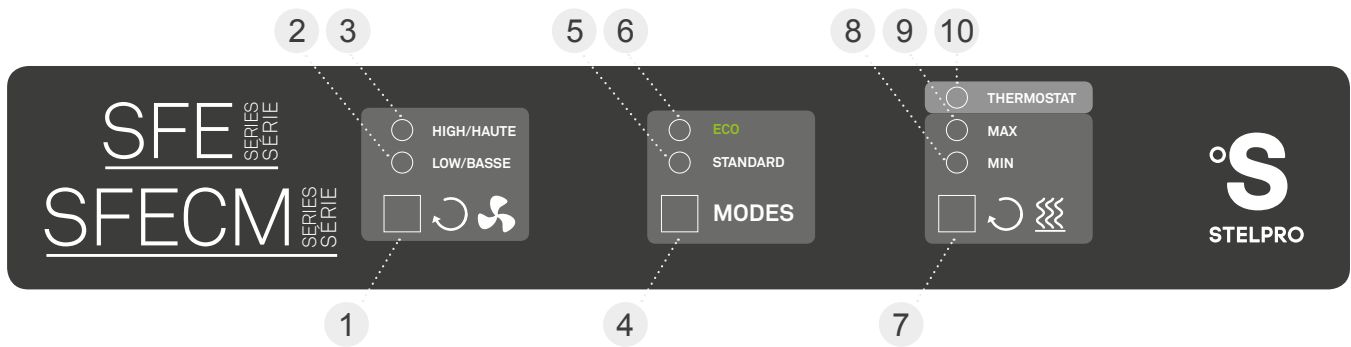 2 3 5 6 8 9 10
SFE SERIES
SÉRIE
SFECM SERIES
SÉRIE
HIGH/HAUTE
LOW/BASSE
ECO
STANDARD
MODES
THERMOSTAT
MAX
MIN
°S
STELPRO
1 4 7